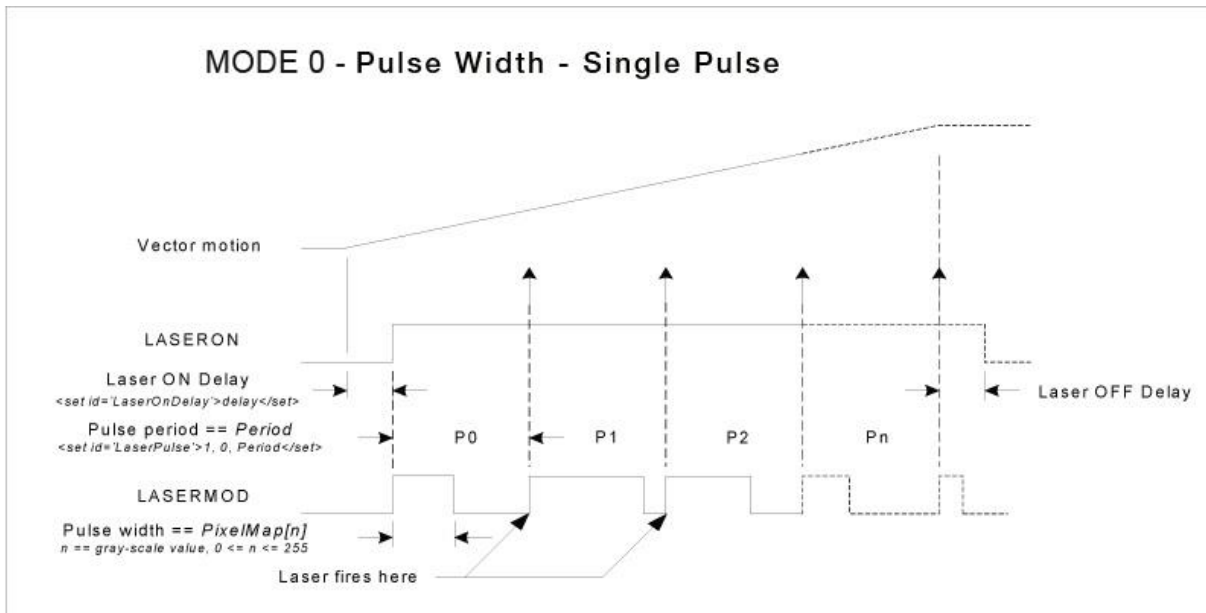 MODE 0 - Pulse Width - Single Pulse
Vector motion
LASERON
Laser ON Delay
<set id='LaserOnDelay'>delay</set>
Laser OFF Delay
Pulse period == Period
<set id='LaserPulse'>1, 0, Period</set>
P0
P1
P2
Pn
LASERMOD
Pulse width == PixelMap[n]
n == gray-scale value, 0 <= n <= 255
Laser fires here